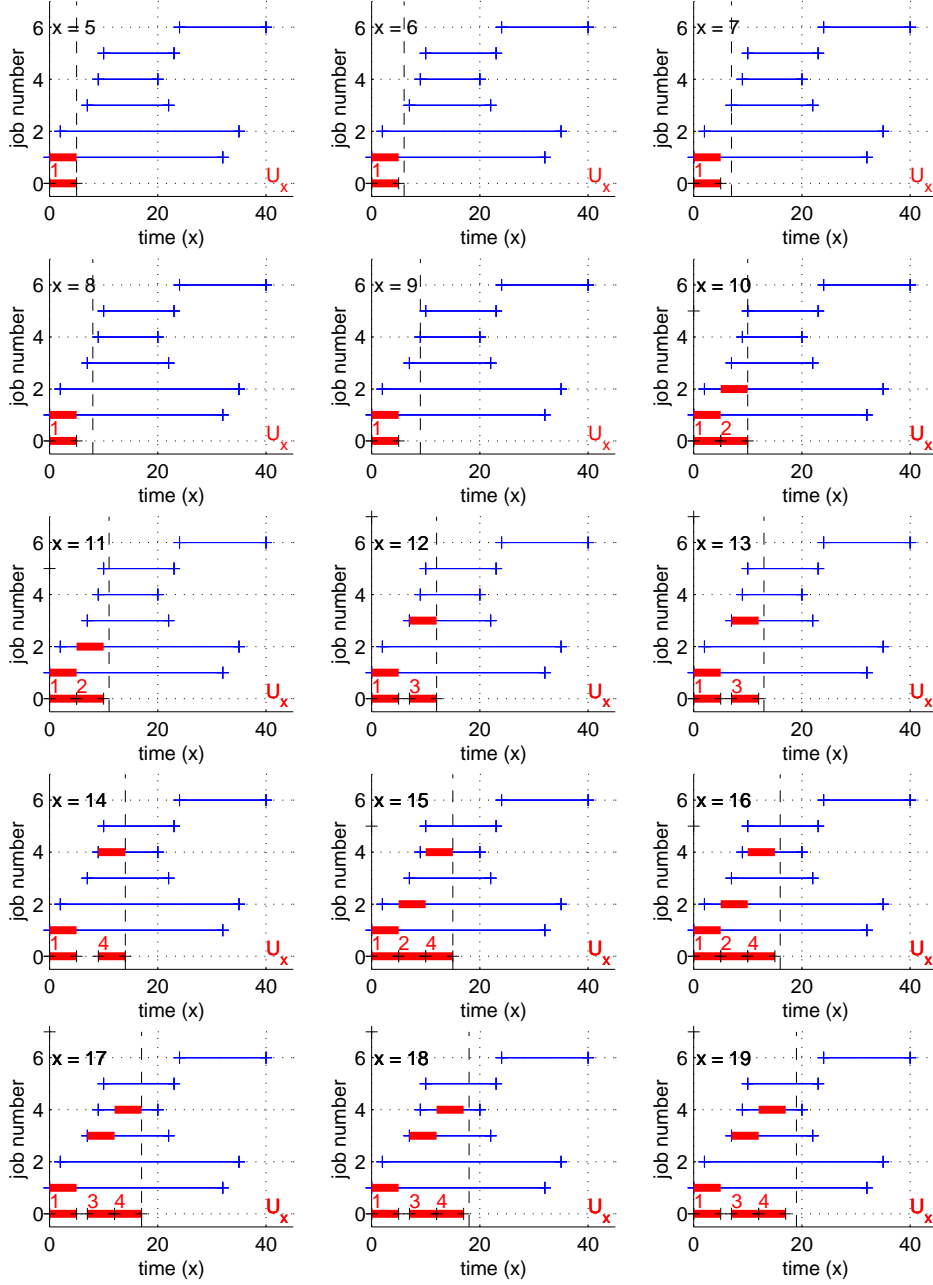 x = 5
x = 6
x = 7
6 4 2 0
6 4 2 0
6 4 2 0
job number
job number
job number
1
U_x
1
U_x
1
U_x
0 20 40
0 20 40
0 20 40
time (x)
time (x)
time (x)
x = 8
x = 9
x = 10
6 4 2 0
6 4 2 0
6 4 2 0
job number
job number
job number
1
U_x
1
U_x
1 2
U_x
0 20 40
0 20 40
0 20 40
time (x)
time (x)
time (x)
x = 11
x = 12
x = 13
6 4 2 0
6 4 2 0
6 4 2 0
job number
job number
job number
1 2
U_x
1 3
U_x
1 3
U_x
0 20 40
0 20 40
0 20 40
time (x)
time (x)
time (x)
x = 14
x = 15
x = 16
6 4 2 0
6 4 2 0
6 4 2 0
job number
job number
job number
1 4
U_x
1 2 4
U_x
1 2 4
U_x
0 20 40
0 20 40
0 20 40
time (x)
time (x)
time (x)
x = 17
x = 18
x = 19
6 4 2 0
6 4 2 0
6 4 2 0
job number
job number
job number
1 3 4
U_x
1 3 4
U_x
1 3 4
U_x
0 20 40
0 20 40
0 20 40
time (x)
time (x)
time (x)